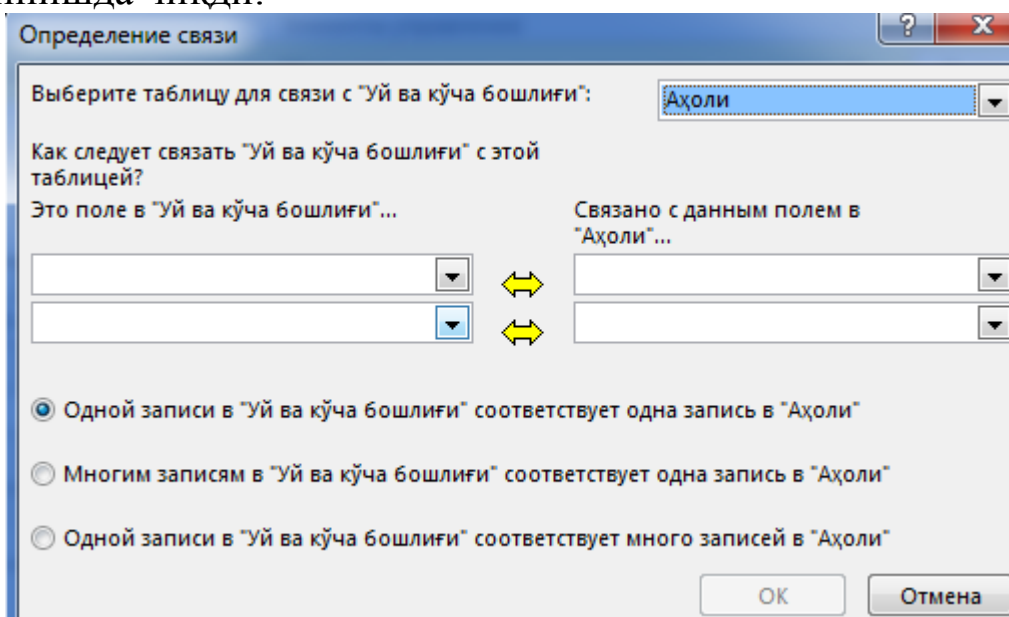 Определение связи
Выберите таблицу для связи с "Уй ва кўча бошлиғи":
Аҳоли
Как следует связать "Уй ва кўча бошлиғи" с этой
таблицей?
Это поле в "Уй ва кўча бошлиғи"...
Связано с данным полем в
"Аҳоли"...
Одной записи в "Уй ва кўча бошлиғи" соответствует одна запись в "Аҳоли"
Многим записям в "Уй ва кўча бошлиғи" соответствует одна запись в "Аҳоли"
Одной записи в "Уй ва кўча бошлиғи" соответствует много записей в "Аҳоли"
ОК
Отмена